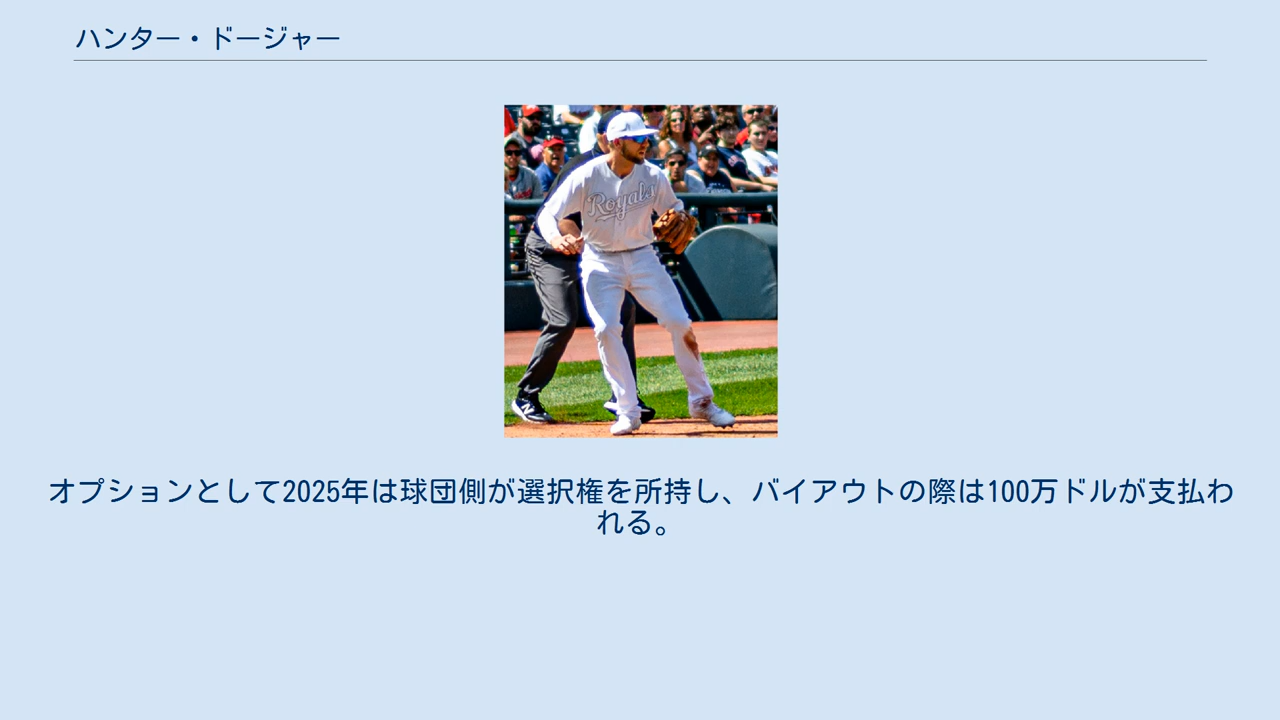 ハンター・ドージャー
Royals
オプションとして2025年は球団側が選択権を所持し、バイアウトの際は100万ドルが支払わ
れる。